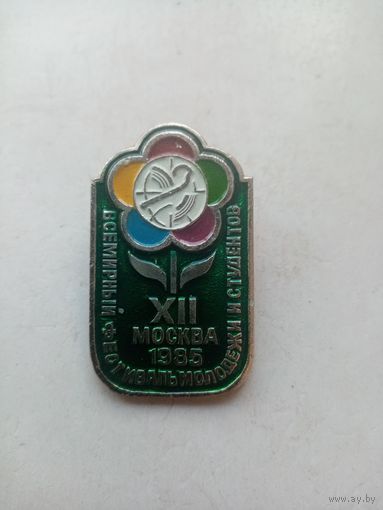 ВСЕМИРНЫЙ ФЕСТИВАЛЬ МОЛОДЕЖИ И СТУДЕНТОВ
XII
МОСКВА
1985
www.ay.by